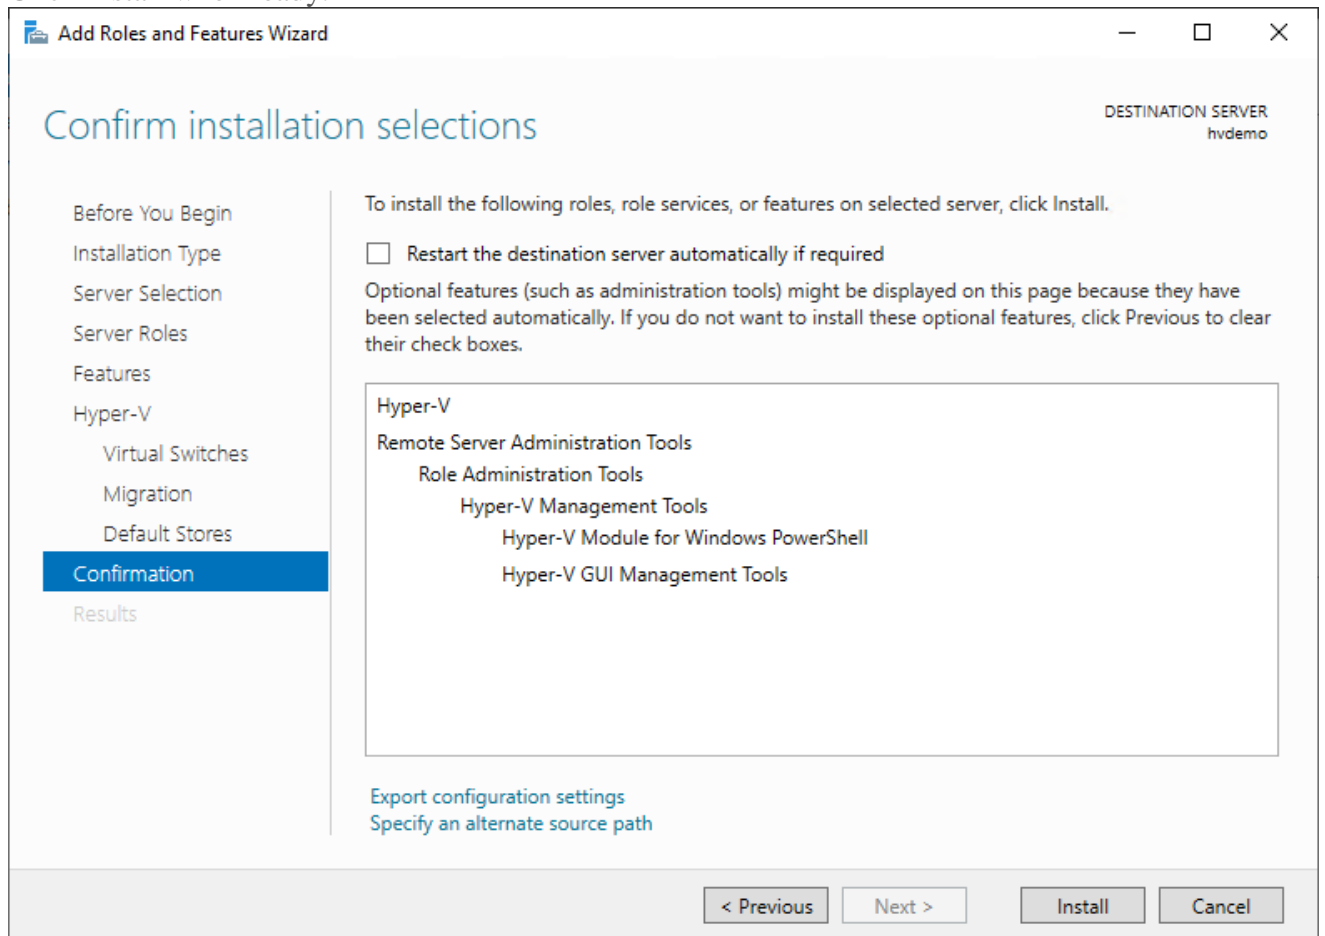 Add Roles and Features Wizard
Confirm installation selections
DESTINATION SERVER
hvdemo
Before You Begin
Installation Type
Server Selection
Server Roles
Features
Hyper-V
Virtual Switches
Migration
Default Stores
Confirmation
Results
To install the following roles, role services, or features on selected server, click Install.
Restart the destination server automatically if required
Optional features (such as administration tools) might be displayed on this page because they have
been selected automatically. If you do not want to install these optional features, click Previous to clear
their check boxes.
Hyper-V
Remote Server Administration Tools
Role Administration Tools
Hyper-V Management Tools
Hyper-V Module for Windows PowerShell
Hyper-V GUI Management Tools
Export configuration settings
Specify an alternate source path
< Previous
Next >
Install
Cancel